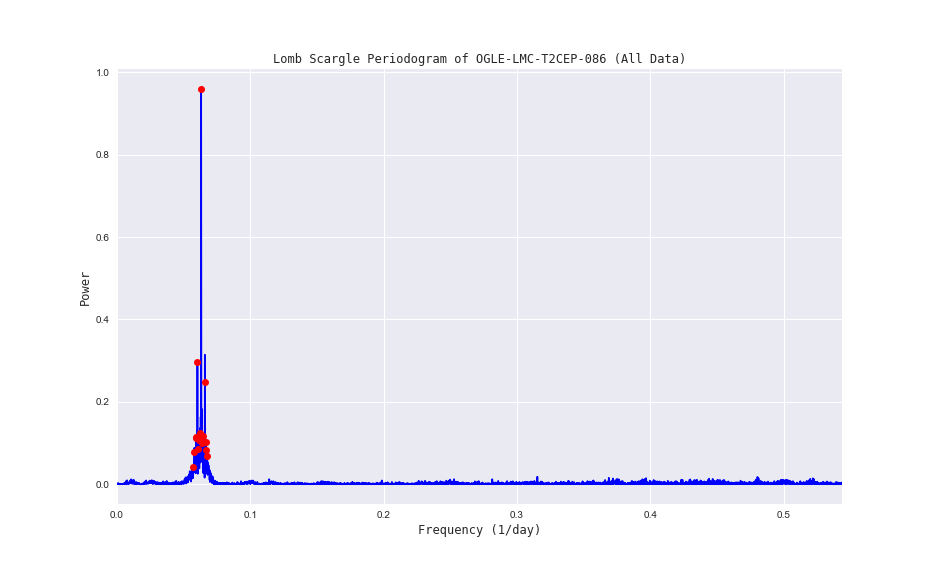 Lomb Scargle Periodogram of OGLE-LMC-T2CEP-086 (All Data)
1.0
0.8
0.6
0.4
0.2
0.0
Power
0.0 0.1 0.2 0.3 0.4 0.5
Frequency (1/day)